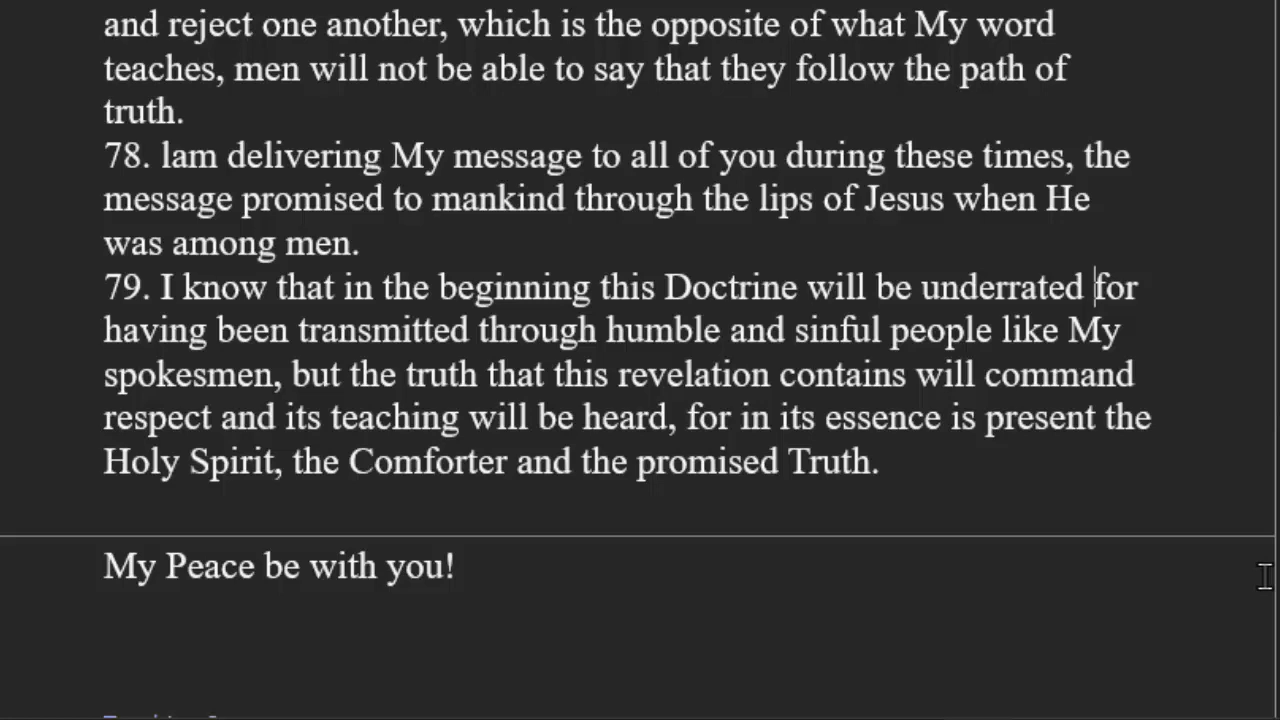 and reject one another, which is the opposite of what My word
teaches, men will not be able to say that they follow the path of
truth.
78. lam delivering My message to all of you during these times, the
message promised to mankind through the lips of Jesus when He
was among men.
79. I know that in the beginning this Doctrine will be underrated for
having been transmitted through humble and sinful people like My
spokesmen, but the truth that this revelation contains will command
respect and its teaching will be heard, for in its essence is present the
Holy Spirit, the Comforter and the promised Truth.
My Peace be with you!